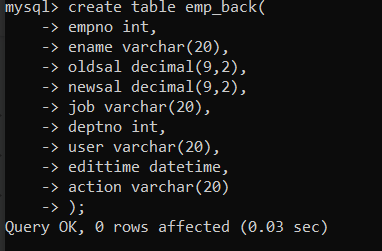 mysql> create table emp_back(
    -> empno int,
    -> ename varchar(20),
    -> oldsal decimal(9,2),
    -> newsal decimal(9,2),
    -> job varchar(20),
    -> deptno int,
    -> user varchar(20),
    -> edittime datetime,
    -> action varchar(20)
    -> );
Query OK, 0 rows affected (0.03 sec)